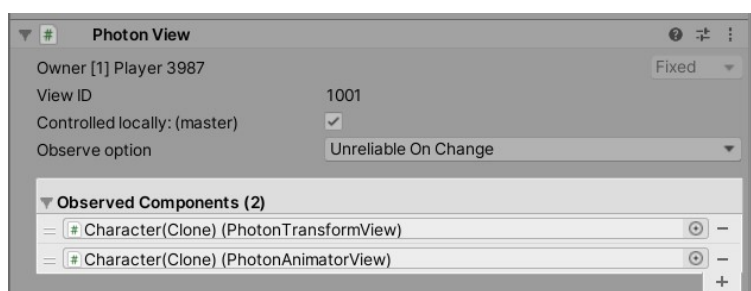 # Photon View
Owner [1] Player 3987 Fixed
View ID 1001
Controlled locally: (master)
Observe option Unreliable On Change
Observed Components (2)
# Character(Clone) (PhotonTransformView)
# Character(Clone) (PhotonAnimatorView)